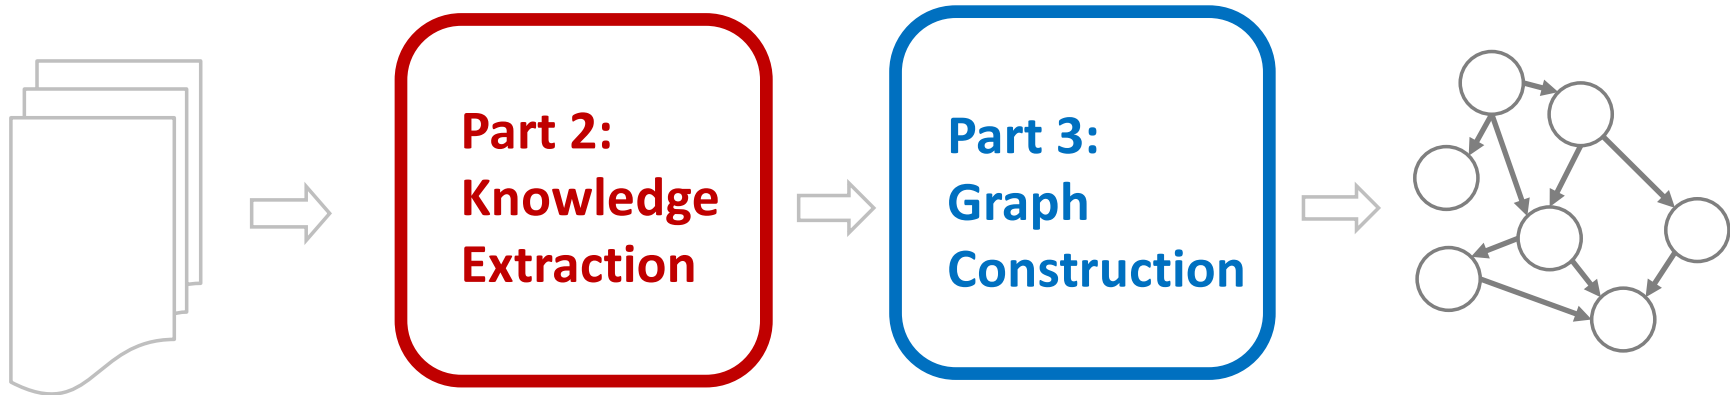 Part 2:
Knowledge
Extraction
Part 3:
Graph
Construction